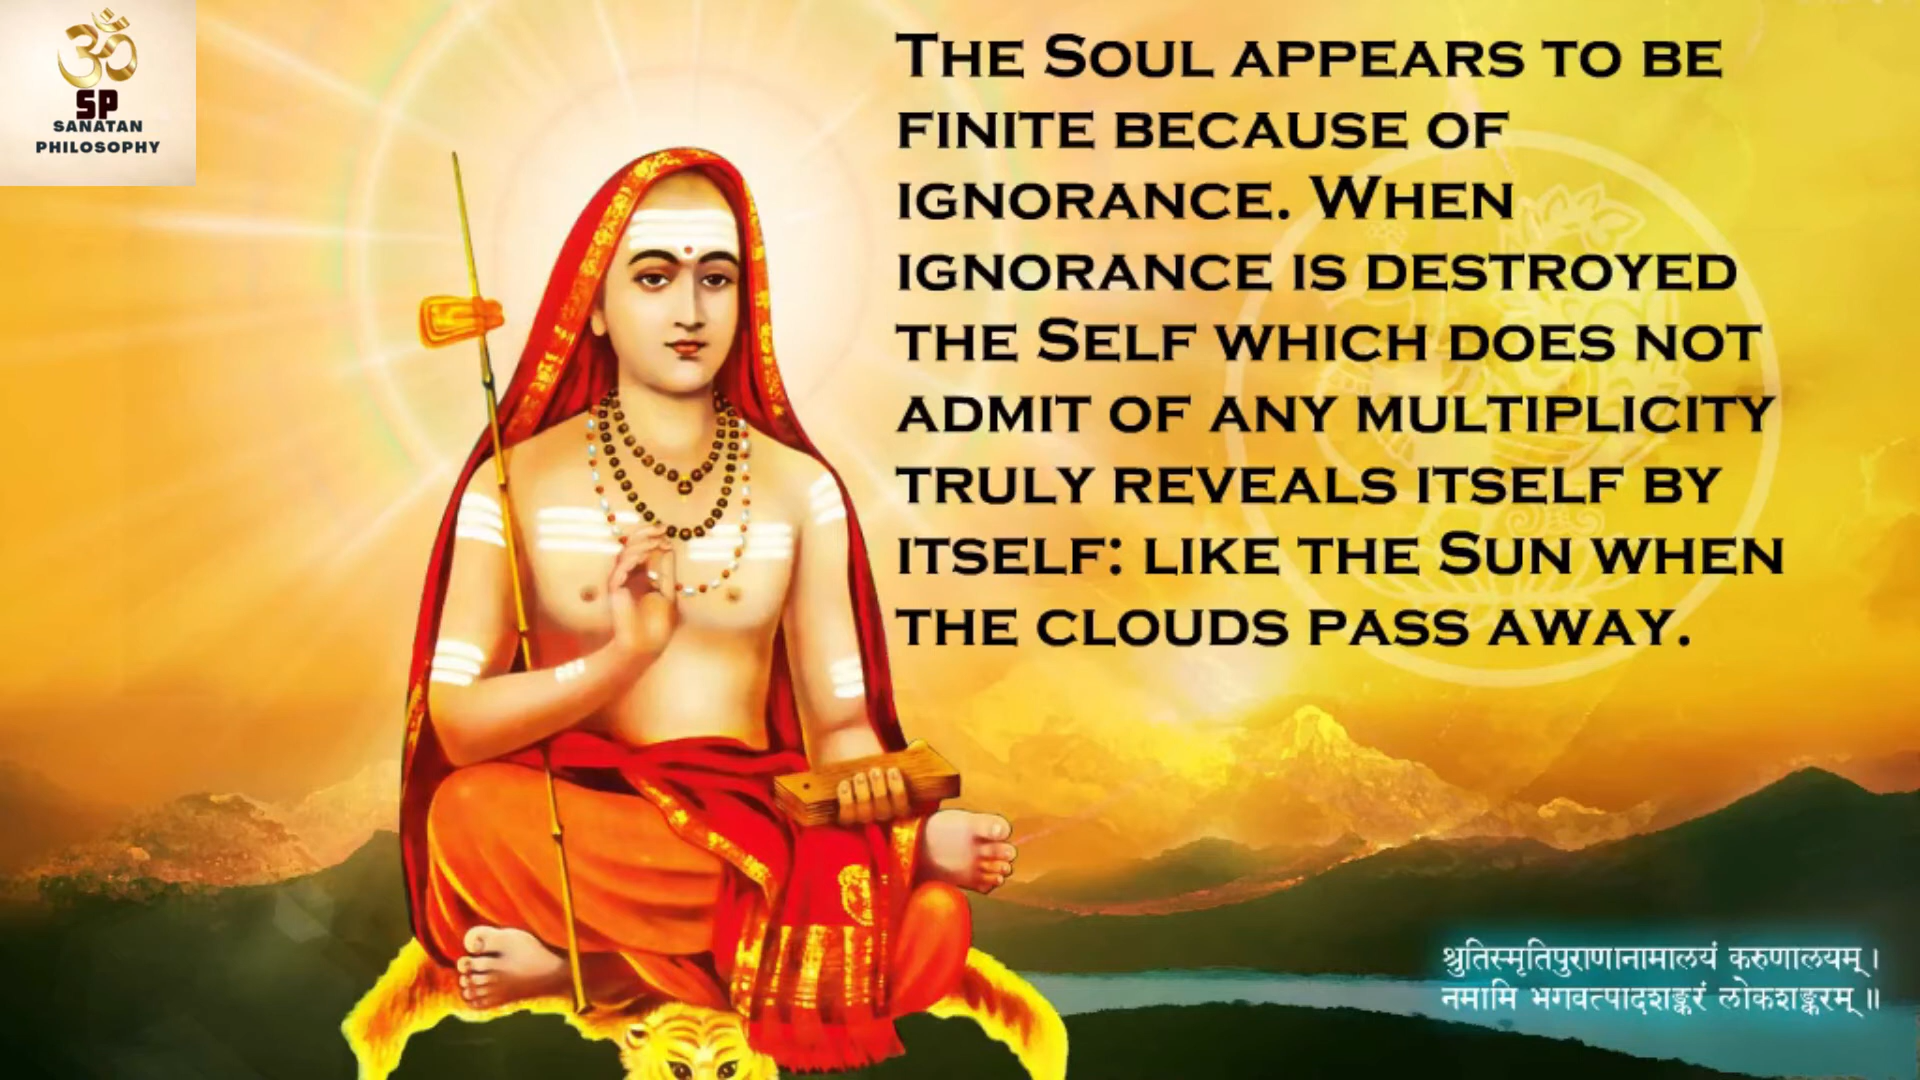 ॐ
SP
SANATAN
PHILOSOPHY
THE SOUL APPEARS TO BE
FINITE BECAUSE OF
IGNORANCE. WHEN
IGNORANCE IS DESTROYED
THE SELF WHICH DOES NOT
ADMIT OF ANY MULTIPLICITY
TRULY REVEALS ITSELF BY
ITSELF: LIKE THE SUN WHEN
THE CLOUDS PASS AWAY.
श्रुतिस्मृतिपुराणानामालयं करुणालयम् ।
नमामि भगवत्पादशङ्करं लोकशङ्करम् ॥